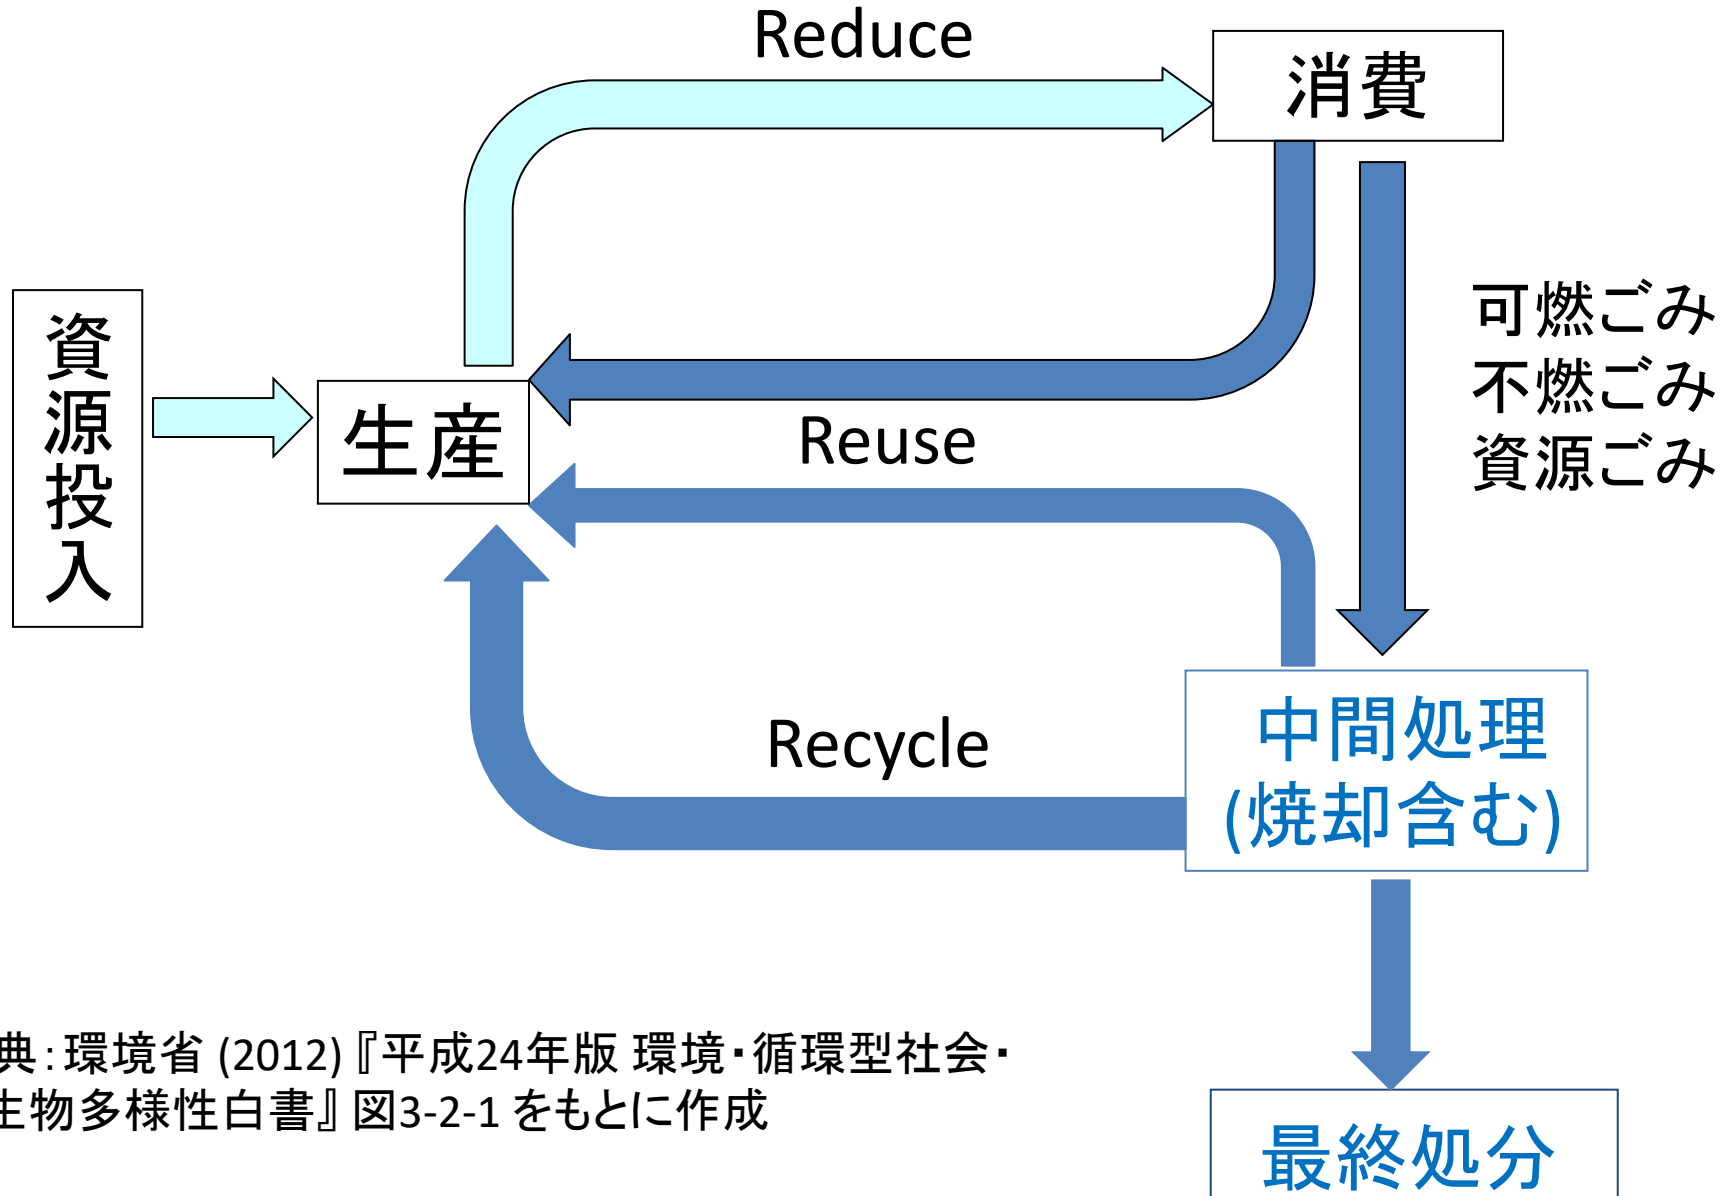 Reduce
消費
資源投入
生産
可燃ごみ
不燃ごみ
資源ごみ
Reuse
Recycle
中間処理
(焼却含む)
典：環境省 (2012)『平成24年版 環境・循環型社会・
生物多様性白書』図3-2-1 をもとに作成
最終処分